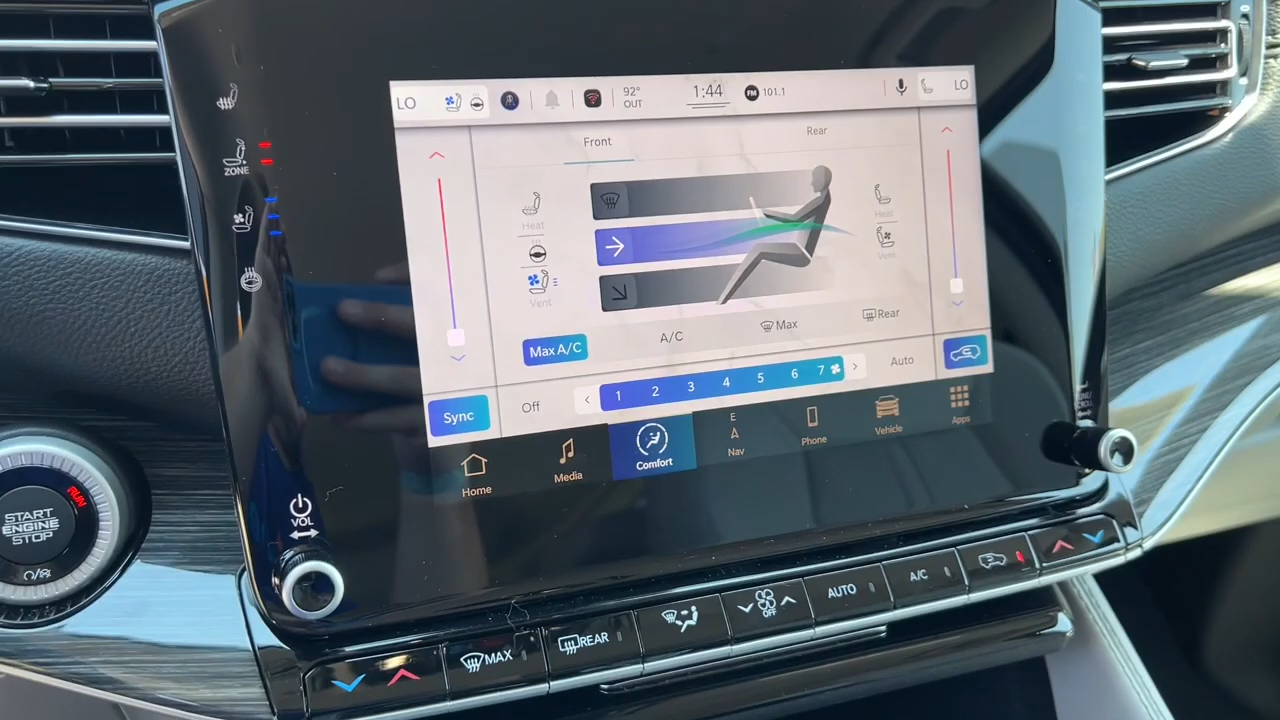 LO
92°
OUT
1:44
FM 101.1
LO
Front
Rear
Heat
Heat
Vent
Vent
ZONE
Max A/C
A/C
Max
Rear
Sync
Off
1 2 3 4 5 6 7
Auto
Home
Media
Comfort
E
Nav
Phone
Vehicle
Apps
START
ENGINE
STOP
RUN
VOL
MAX
REAR
OFF
AUTO
A/C